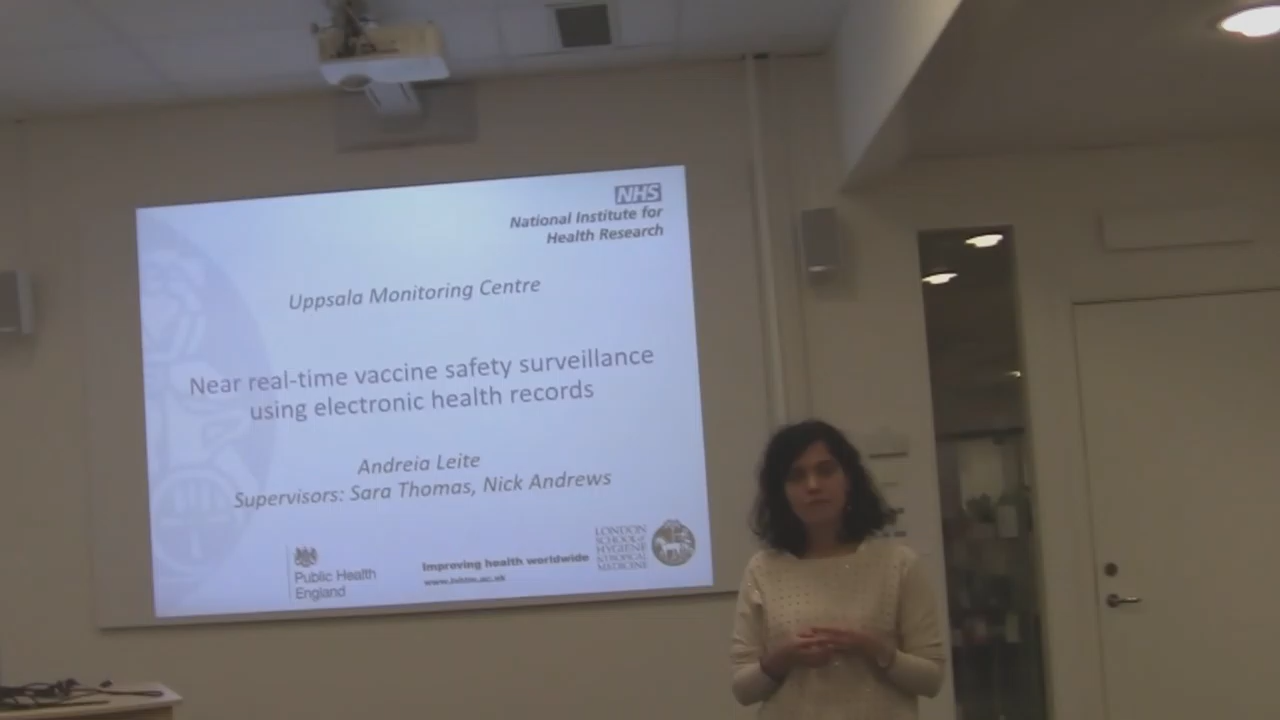 NHS
National Institute for
Health Research
Uppsala Monitoring Centre
Near real-time vaccine safety surveillance
using electronic health records
Andreia Leite
Supervisors: Sara Thomas, Nick Andrews
Public Health
England
Improving health worldwide
www.lshtm.ac.uk
LONDON
SCHOOL of
HYGIENE
&TROPICAL
MEDICINE